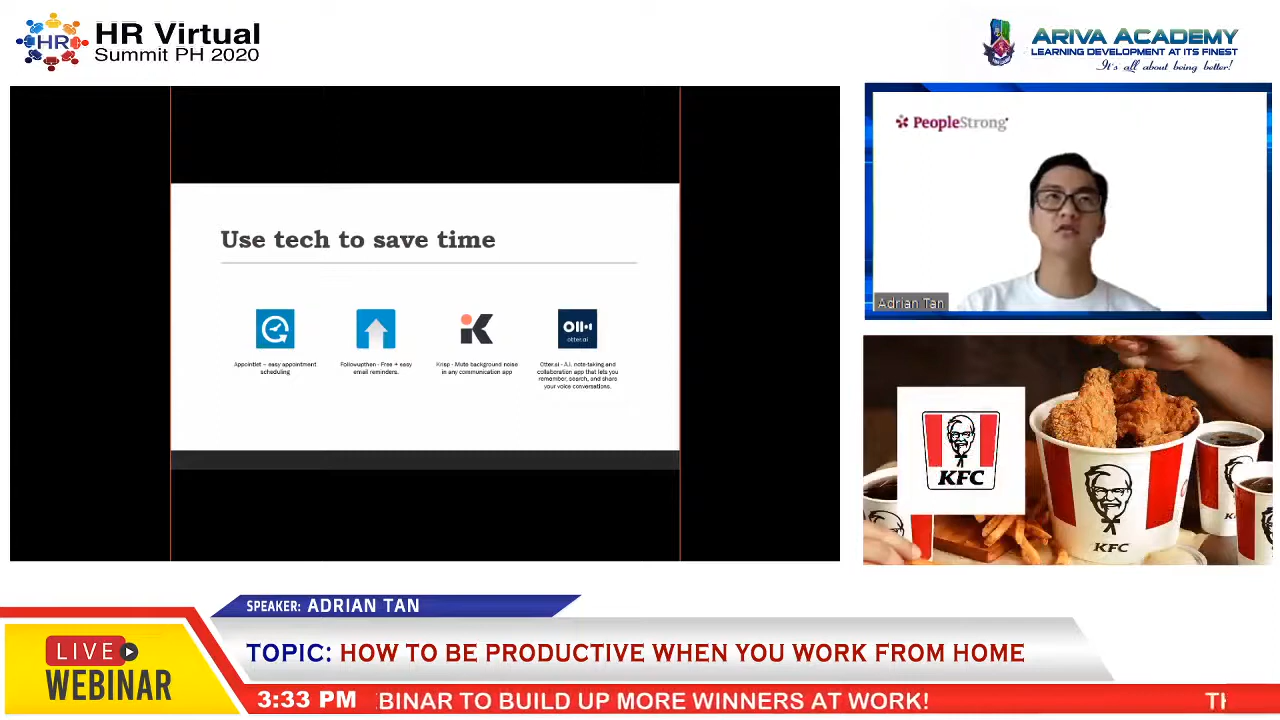 HR
HR Virtual
Summit PH 2020
ARIVA ACADEMY
LEARNING DEVELOPMENT AT ITS FINEST
It's all about being better!
Use tech to save time
otter.ai
Appointlet – easy appointment
scheduling
Followupthen - Free + easy
email reminders.
Krisp - Mute background noise
in any communication app
Otter.ai - A.I. note-taking and
collaboration app that lets you
remember, search, and share
your voice conversations.
PeopleStrong
Adrian Tan
KFC
KFC
SPEAKER: ADRIAN TAN
LIVE
WEBINAR
TOPIC: HOW TO BE PRODUCTIVE WHEN YOU WORK FROM HOME
3:33 PM
BINAR TO BUILD UP MORE WINNERS AT WORK!